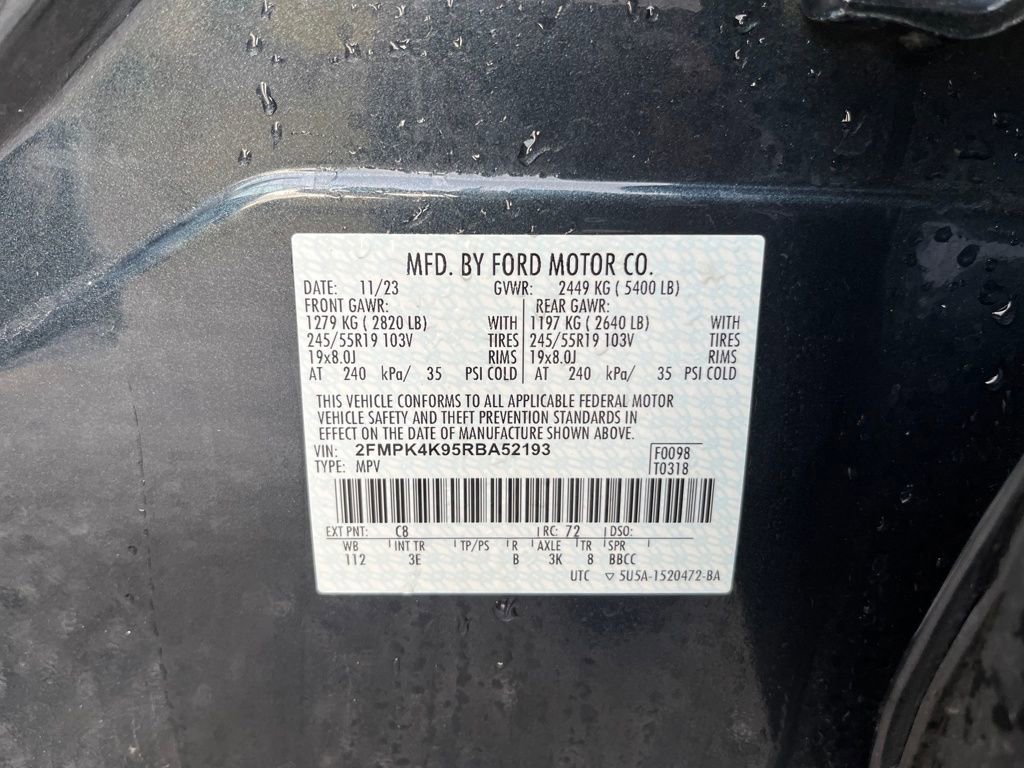 MFD. BY FORD MOTOR CO.
DATE: 11/23 GVWR: 2449 KG ( 5400 LB)
FRONT GAWR: REAR GAWR:
1279 KG ( 2820 LB) WITH 1197 KG ( 2640 LB) WITH
245/55R19 103V TIRES 245/55R19 103V TIRES
19x8.0J RIMS 19x8.0J RIMS
AT 240 kPa/ 35 PSI COLD AT 240 kPa/ 35 PSI COLD
THIS VEHICLE CONFORMS TO ALL APPLICABLE FEDERAL MOTOR
VEHICLE SAFETY AND THEFT PREVENTION STANDARDS IN
EFFECT ON THE DATE OF MANUFACTURE SHOWN ABOVE.
VIN: 2FMPK4K95RBA52193 F0098
TYPE: MPV T0318
EXT PNT: C8 RC: 72 DSO:
WB INT TR TP/PS R AXLE TR SPR
112 3E B 3K 8 BBCC
UTC ▽ 5U5A-1520472-BA